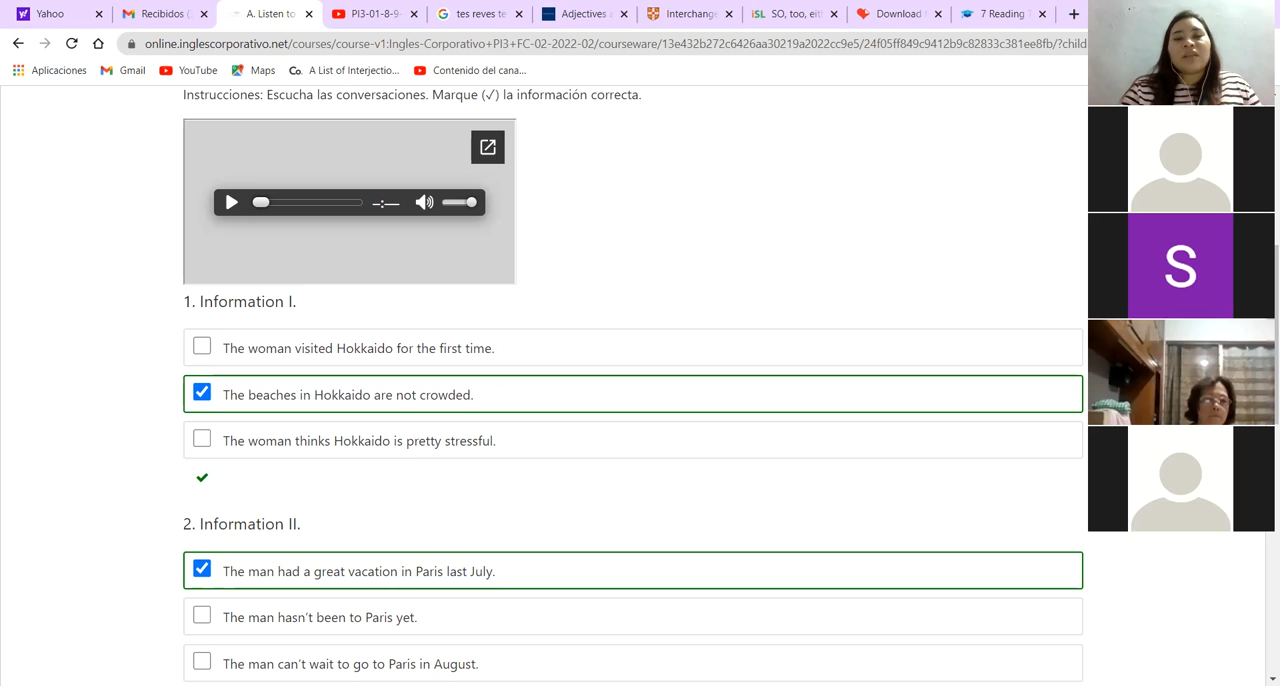 Yahoo
Recibidos (
A. Listen to
PI3-01-8-9-
tes reves te
Adjectives a
Interchange
SO, too, eith
Download f
7 Reading T
online.inglescorporativo.net/courses/course-v1:Ingles-Corporativo+PI3+FC-02-2022-02/courseware/13e432b272c6426aa30219a2022cc9e5/24f05ff849c9412b9c82833c381ee8fb/?child
Aplicaciones
Gmail
YouTube
Maps
Co. A List of Interjectio...
Contenido del cana...
Instrucciones: Escucha las conversaciones. Marque (✓) la información correcta.
--:--
1. Information I.
The woman visited Hokkaido for the first time.
The beaches in Hokkaido are not crowded.
The woman thinks Hokkaido is pretty stressful.
2. Information II.
The man had a great vacation in Paris last July.
The man hasn't been to Paris yet.
The man can't wait to go to Paris in August.
S